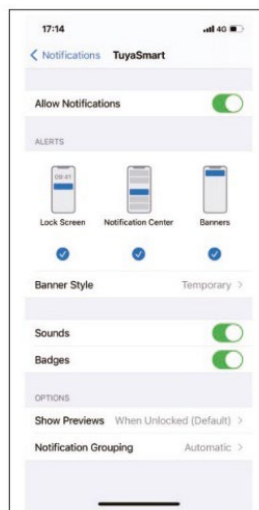 17:14
4G
Notifications TuyaSmart
Allow Notifications
ALERTS
09:41
Lock Screen Notification Center Banners
Banner Style Temporary
Sounds
Badges
OPTIONS
Show Previews When Unlocked (Default)
Notification Grouping Automatic